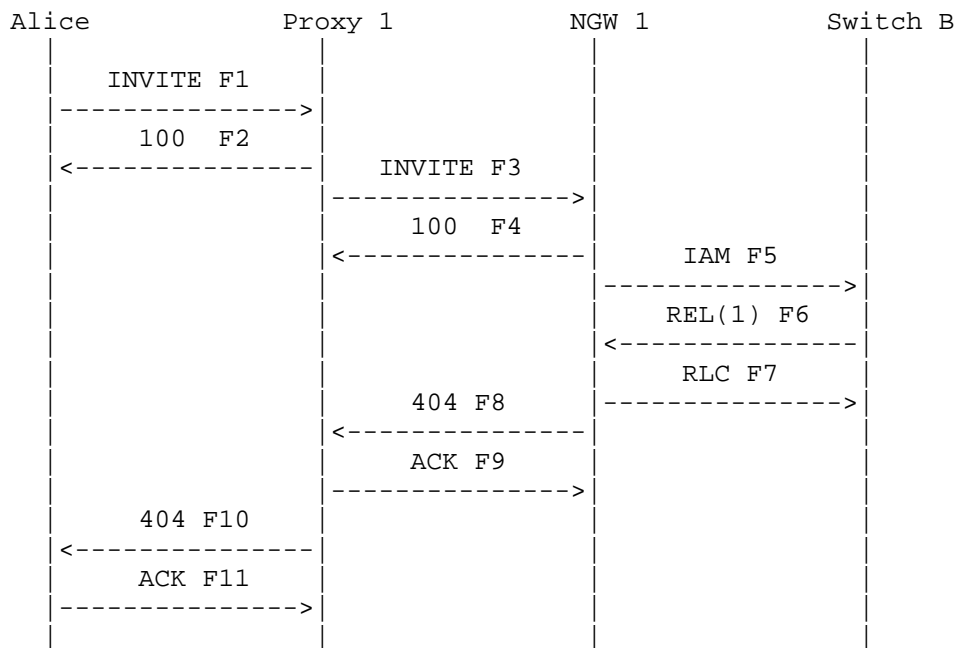 Alice Proxy 1 NGW 1 Switch B
INVITE F1
100 F2
INVITE F3
100 F4
IAM F5
REL(1) F6
RLC F7
404 F8
ACK F9
404 F10
ACK F11